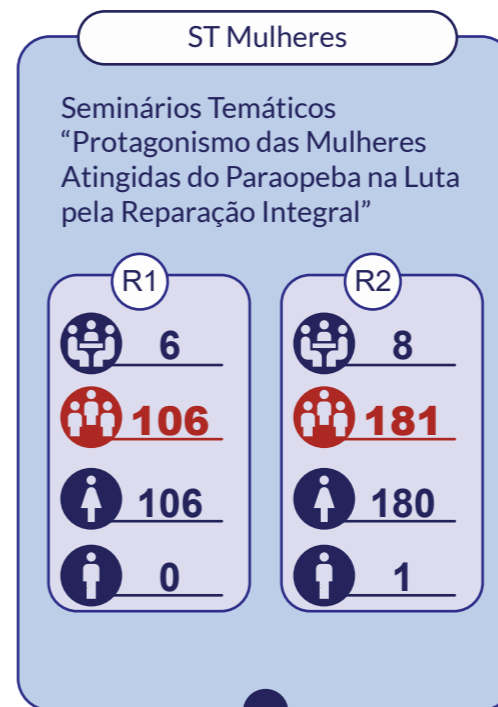 ST Mulheres
Seminários Temáticos
“Protagonismo das Mulheres
Atingidas do Paraopeba na Luta
pela Reparação Integral”
R1
6
106
106
0
R2
8
181
180
1